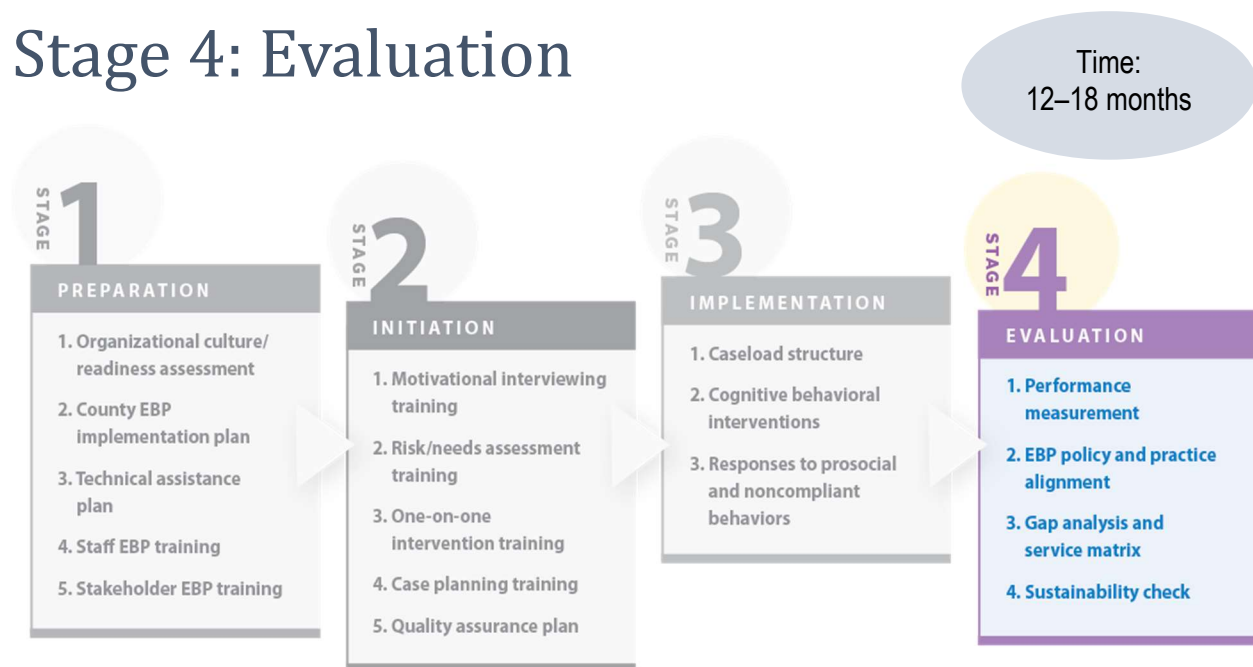 Stage 4: Evaluation
Time:
12–18 months
STAGE 1
PREPARATION
1. Organizational culture/
readiness assessment
2. County EBP
implementation plan
3. Technical assistance
plan
4. Staff EBP training
5. Stakeholder EBP training
STAGE 2
INITIATION
1. Motivational interviewing
training
2. Risk/needs assessment
training
3. One-on-one
intervention training
4. Case planning training
5. Quality assurance plan
STAGE 3
IMPLEMENTATION
1. Caseload structure
2. Cognitive behavioral
interventions
3. Responses to prosocial
and noncompliant
behaviors
STAGE 4
EVALUATION
1. Performance
measurement
2. EBP policy and practice
alignment
3. Gap analysis and
service matrix
4. Sustainability check